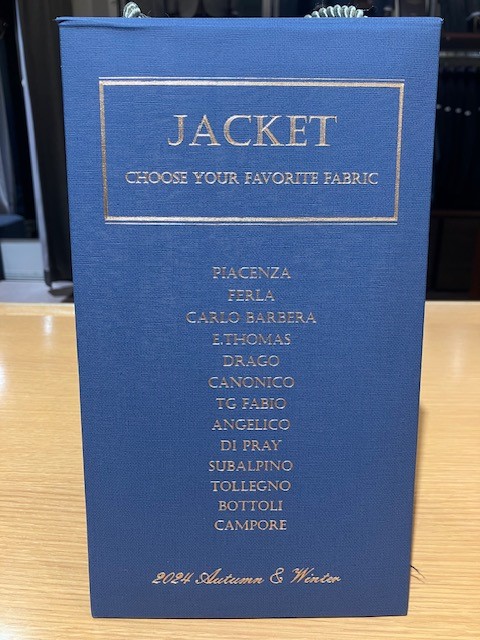 JACKET
CHOOSE YOUR FAVORITE FABRIC
PIACENZA
FERLA
CARLO BARBERA
E.THOMAS
DRAGO
CANONICO
TG FABIO
ANGELICO
DI PRAY
SUBALPINO
TOLLEGNO
BOTTOLI
CAMPORE
2024 Autumn & Winter